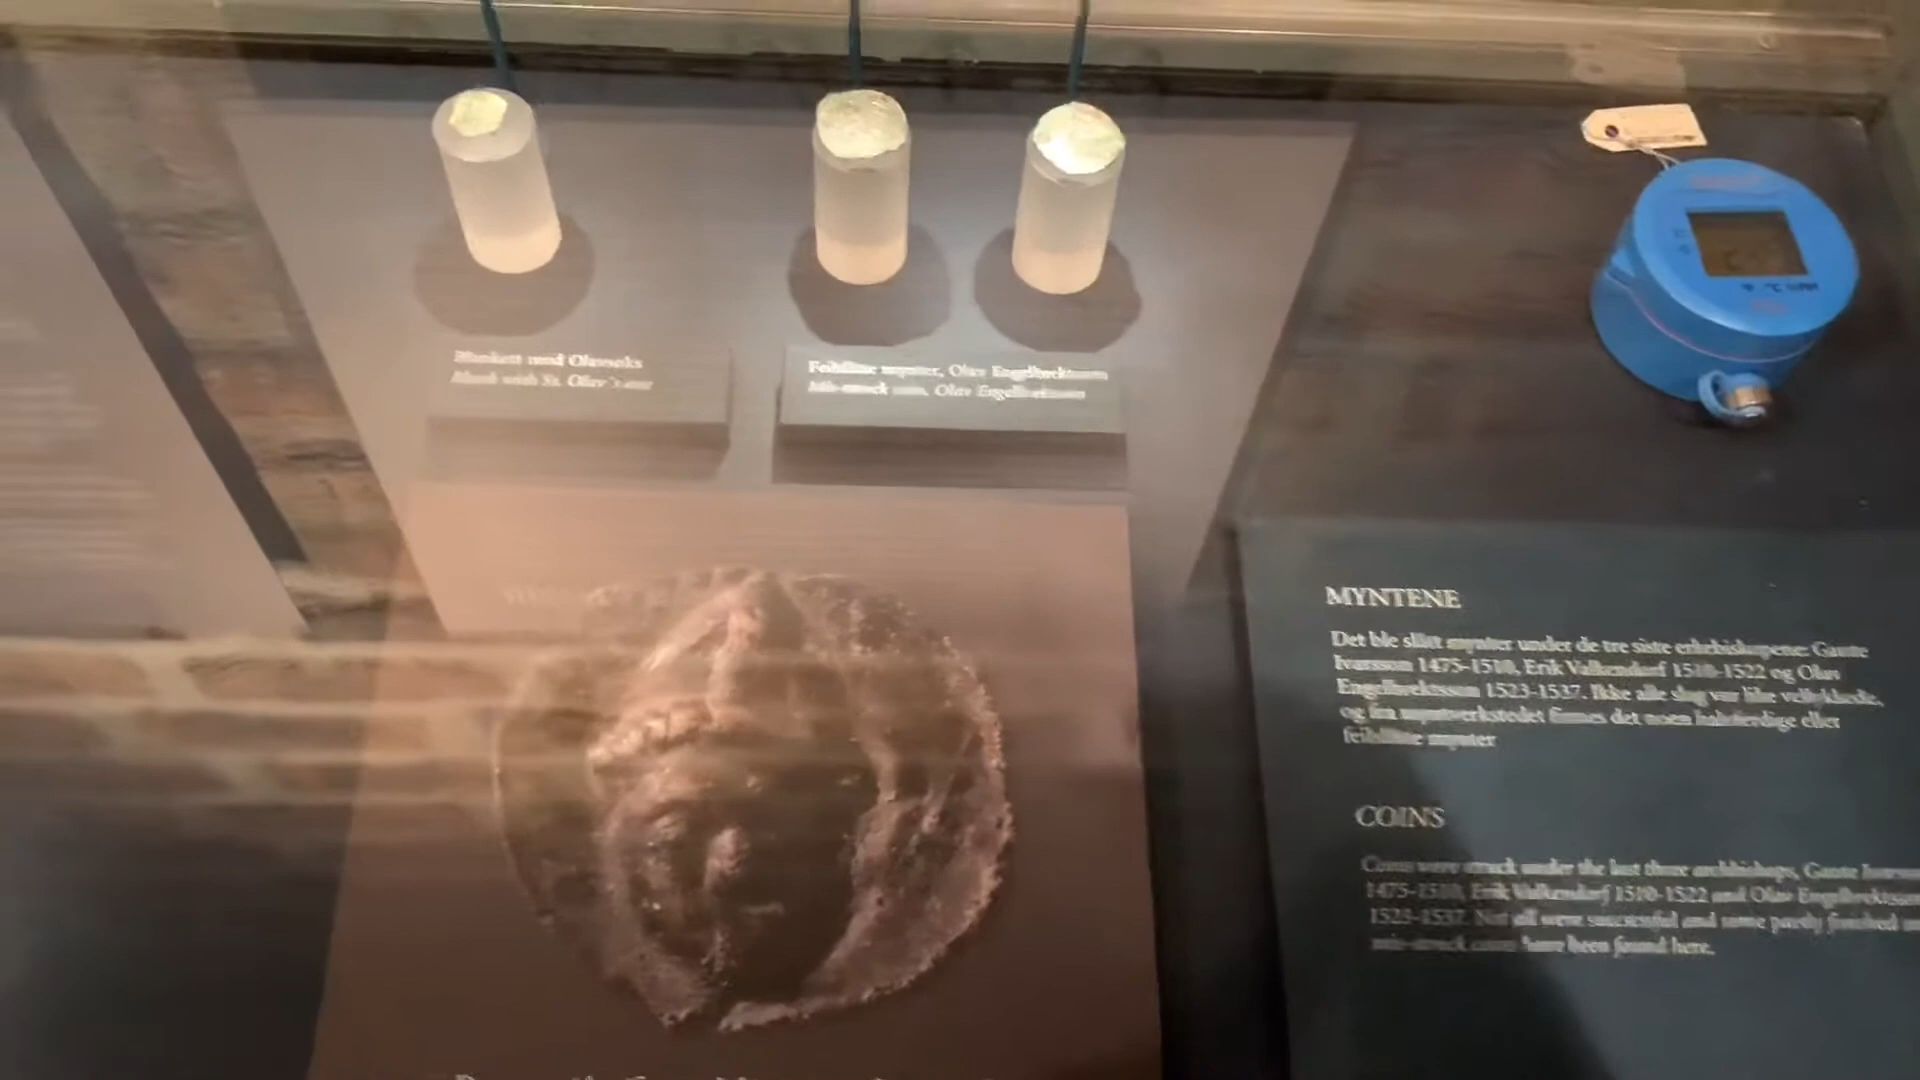 Blankett med Olavsøks
Blank with St. Olav's axe
Feilslåtte mynter, Olav Engelbrektsson
Mis-struck coins, Olav Engelbrektsson
MYNTENE
Det ble slått mynter under de tre siste erkebiskopene: Gaute
Ivarsson 1475-1510, Erik Valkendorf 1510-1522 og Olav
Engelbrektsson 1523-1537. Ikke alle slag var like vellykkede,
og fra myntverkstedet finnes det noen halvferdige eller
feilslåtte mynter
COINS
Coins were struck under the last three archbishops, Gaute
1475-1510, Erik Valkendorf 1510-1522 and Olav Engelbrektsson
1523-1537. Not all were successful and some partly finished
mis-struck coins have been found here.